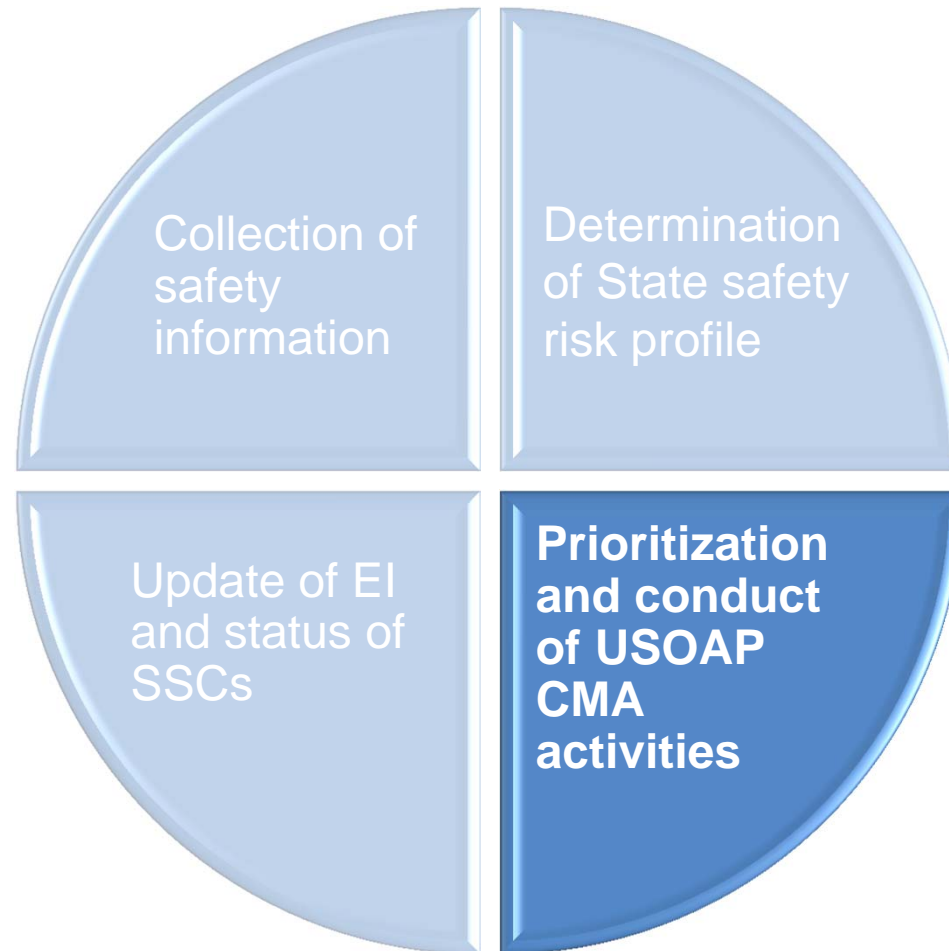 Collection of
safety
information
Determination
of State safety
risk profile
Update of EI
and status of
SSCs
Prioritization
and conduct
of USOAP
CMA
activities